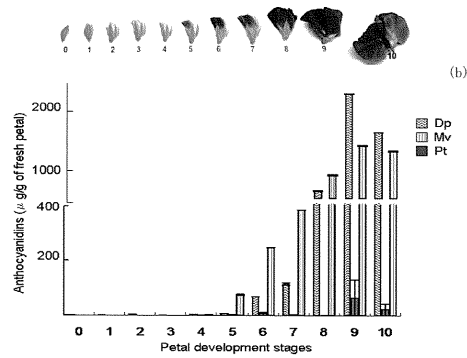 0 1 2 3 4 5 6 7 8 9 10
(b)
Anthocyanidins (μ g/g of fresh petal)
2000
1000
400
200
Dp
Mv
Pt
0 1 2 3 4 5 6 7 8 9 10
Petal development stages